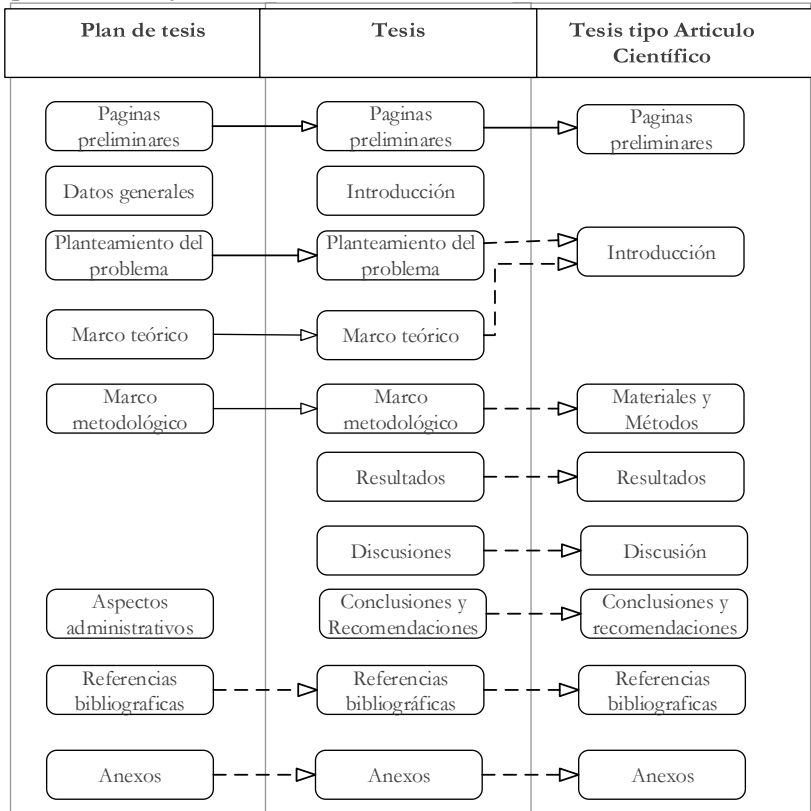 Plan de tesis
Tesis
Tesis tipo Articulo
Científico
Paginas
preliminares
Paginas
preliminares
Paginas
preliminares
Datos generales
Introducción
Planteamiento del
problema
Planteamiento del
problema
Introducción
Marco teórico
Marco teórico
Marco
metodológico
Marco
metodológico
Materiales y
Métodos
Resultados
Resultados
Discusiones
Discusión
Aspectos
administrativos
Conclusiones y
Recomendaciones
Conclusiones y
recomendaciones
Referencias
bibliograficas
Referencias
bibliográficas
Referencias
bibliograficas
Anexos
Anexos
Anexos